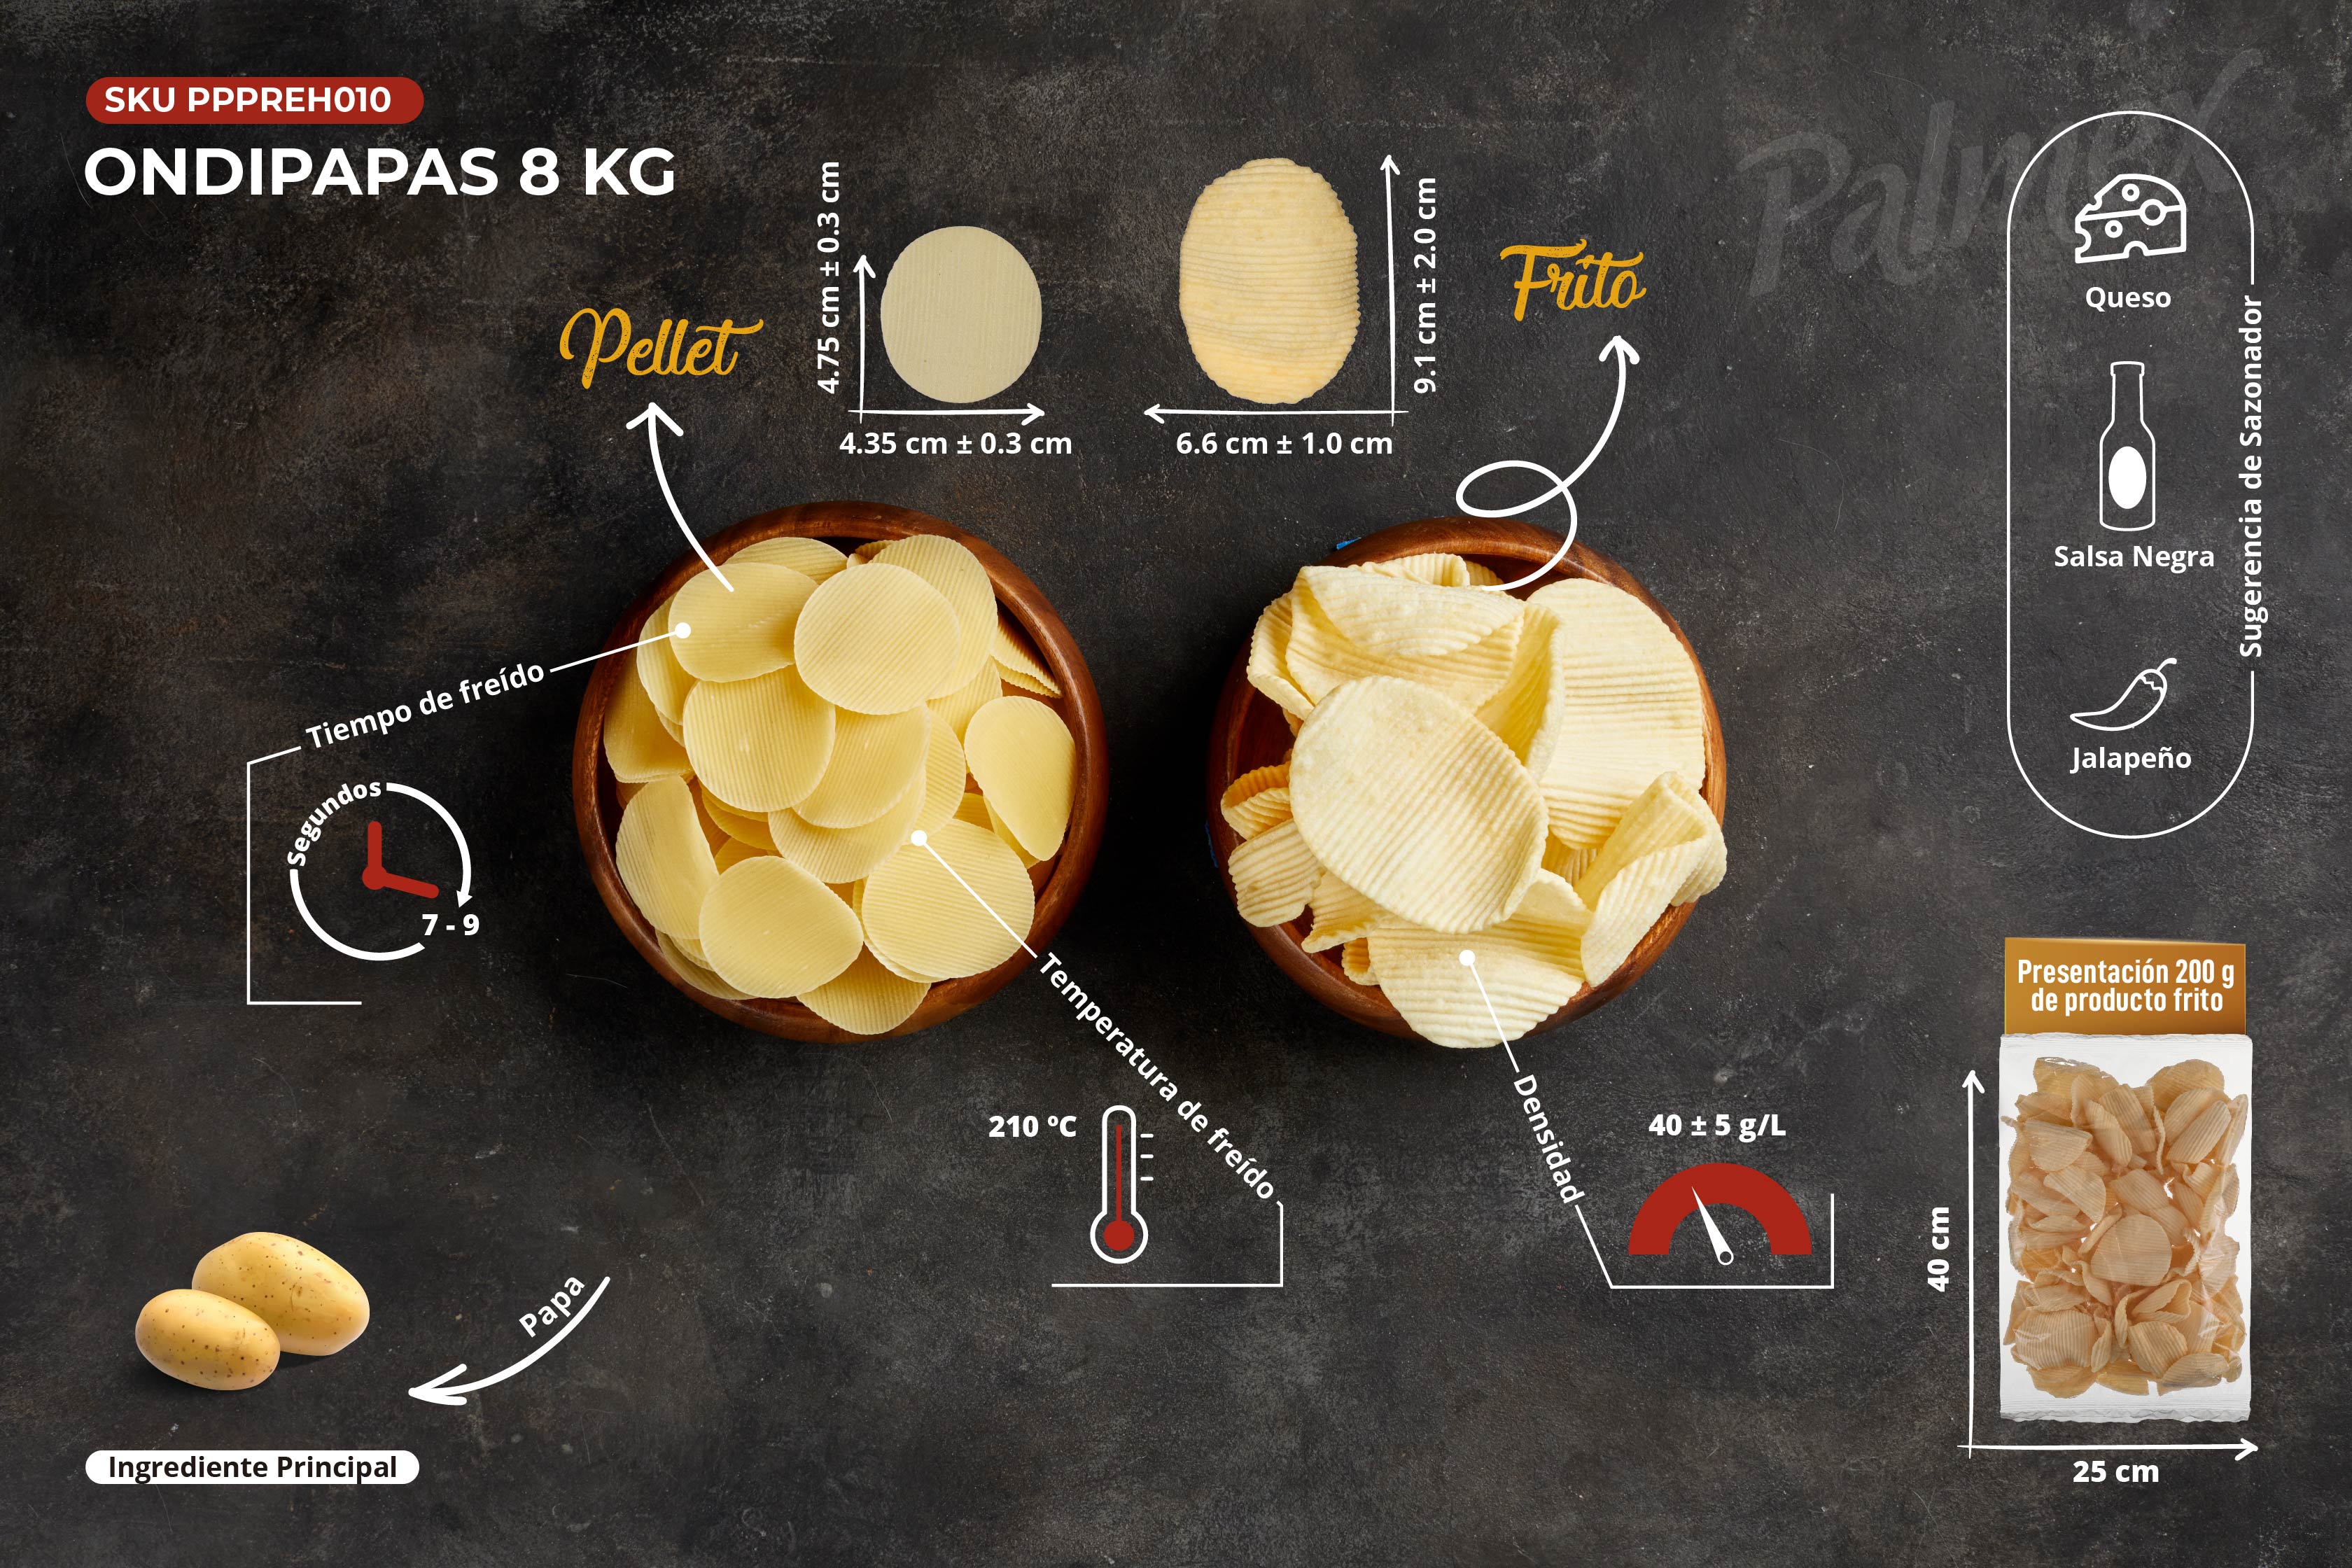 SKU PPPREH010
ONDIPAPAS 8 KG
Palmex
Pellet
4.75 cm ± 0.3 cm
4.35 cm ± 0.3 cm
9.1 cm ± 2.0 cm
6.6 cm ± 1.0 cm
Frito
Queso
Salsa Negra
Jalapeño
Sugerencia de Sazonador
Tiempo de freído
Segundos
7 - 9
Temperatura de freído
210 ºC
Densidad
40 ± 5 g/L
Papa
Ingrediente Principal
Presentación 200 g
de producto frito
40 cm
25 cm